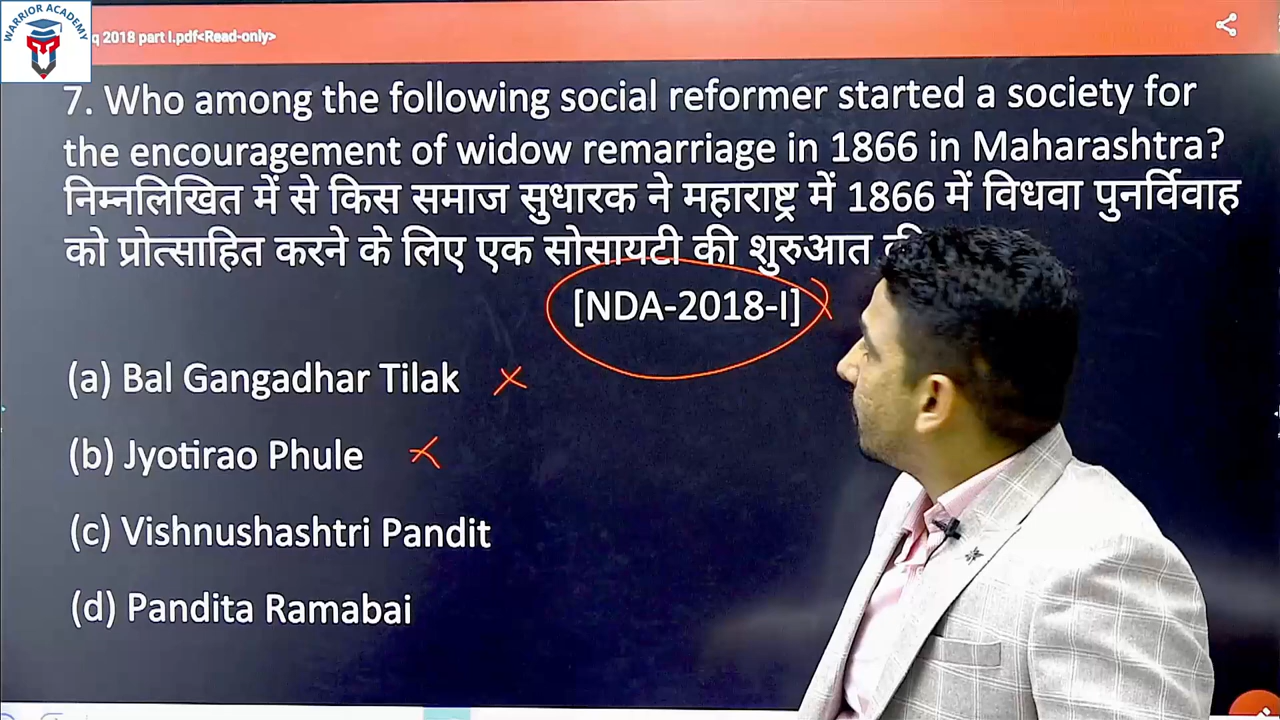 WARRIOR ACADEMY
q 2018 part I.pdf<Read-only>
7. Who among the following social reformer started a society for
the encouragement of widow remarriage in 1866 in Maharashtra?
निम्नलिखित में से किस समाज सुधारक ने महाराष्ट्र में 1866 में विधवा पुनर्विवाह
को प्रोत्साहित करने के लिए एक सोसायटी की शुरुआत
[NDA-2018-I]
(a) Bal Gangadhar Tilak
(b) Jyotirao Phule
(c) Vishnushashtri Pandit
(d) Pandita Ramabai